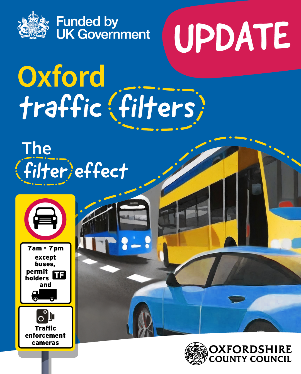 Funded by
UK Government
UPDATE
Oxford
traffic filters
The
filter effect
7am - 7pm
except
buses,
permit
holders TF
and
Traffic
enforcement
cameras
OXFORDSHIRE
COUNTY COUNCIL